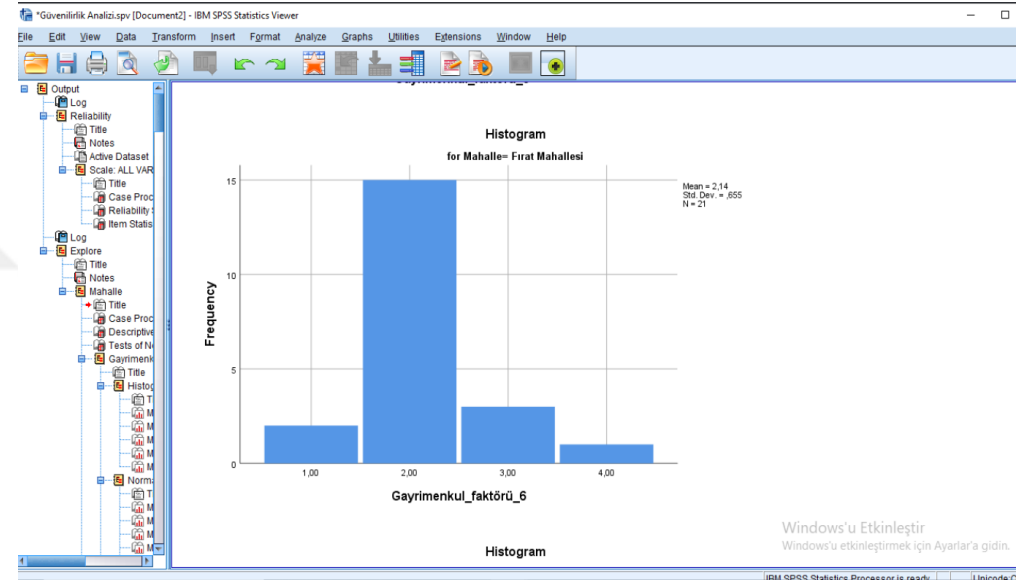 *Güvenilirlik Analizi.spv [Document2] - IBM SPSS Statistics Viewer
File Edit View Data Transform Insert Format Analyze Graphs Utilities Extensions Window Help
Output
Log
Reliability
Title
Notes
Active Dataset
Scale: ALL VAR
Title
Case Proc
Reliability
Item Statis
Log
Explore
Title
Notes
Mahalle
Title
Case Proc
Descriptive
Tests of No
Gayrimenk
Title
Histog
T
M
M
M
M
M
Norma
T
M
M
M
M
Histogram
for Mahalle= Fırat Mahallesi
Mean = 2,14
Std. Dev. = ,655
N = 21
Frequency
15
10
5
0
1,00 2,00 3,00 4,00
Gayrimenkul_faktörü_6
Histogram
Windows'u Etkinleştir
Windows'u etkinleştirmek için Ayarlar'a gidin.
IBM SPSS Statistics Processor is ready